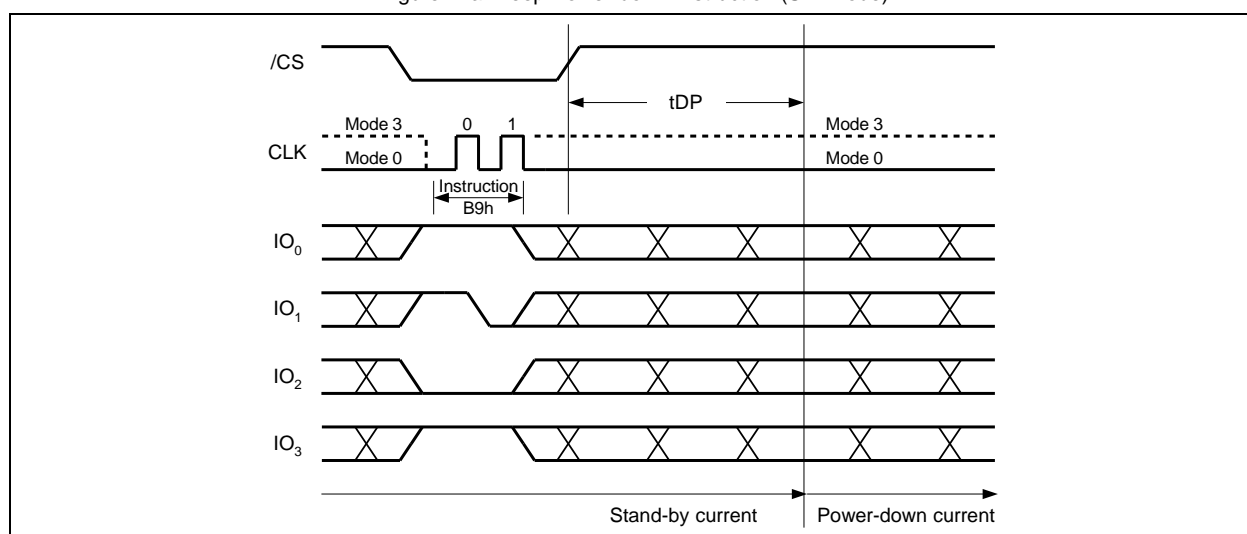 /CS
tDP
Mode 3 0 1 Mode 3
CLK
Mode 0 Mode 0
Instruction
B9h
IO0
IO1
IO2
IO3
Stand-by current Power-down current